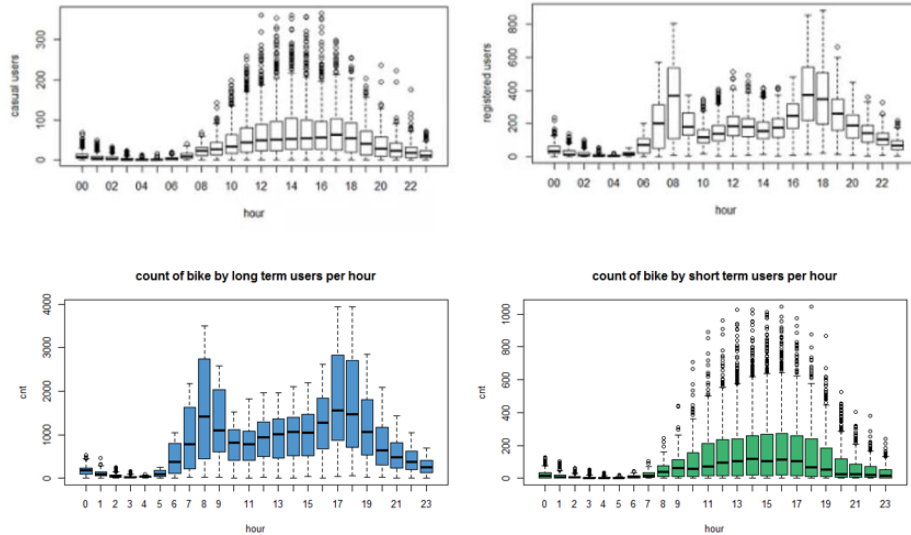 casual users
300
200
100
0
00 02 04 06 08 10 12 14 16 18 20 22
hour
registered users
800
600
400
200
0
00 02 04 06 08 10 12 14 16 18 20 22
hour
count of bike by long term users per hour
cnt
4000
3000
2000
1000
0
0 1 2 3 4 5 6 7 8 9 11 13 15 17 19 21 23
hour
count of bike by short term users per hour
cnt
1000
800
600
400
200
0
0 1 2 3 4 5 6 7 8 9 11 13 15 17 19 21 23
hour